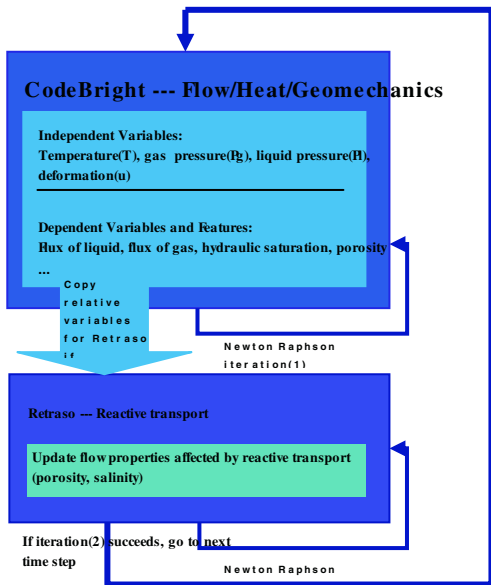 CodeBright --- Flow/Heat/Geomechanics
Independent Variables:
Temperature(T), gas pressure(Pg), liquid pressure(Pl),
deformation(u)
Dependent Variables and Features:
Flux of liquid, flux of gas, hydraulic saturation, porosity
...
Copy
relative
variables
for Retraso
if
Newton Raphson
iteration(1)
Retraso --- Reactive transport
Update flow properties affected by reactive transport
(porosity, salinity)
If iteration(2) succeeds, go to next
time step
Newton Raphson